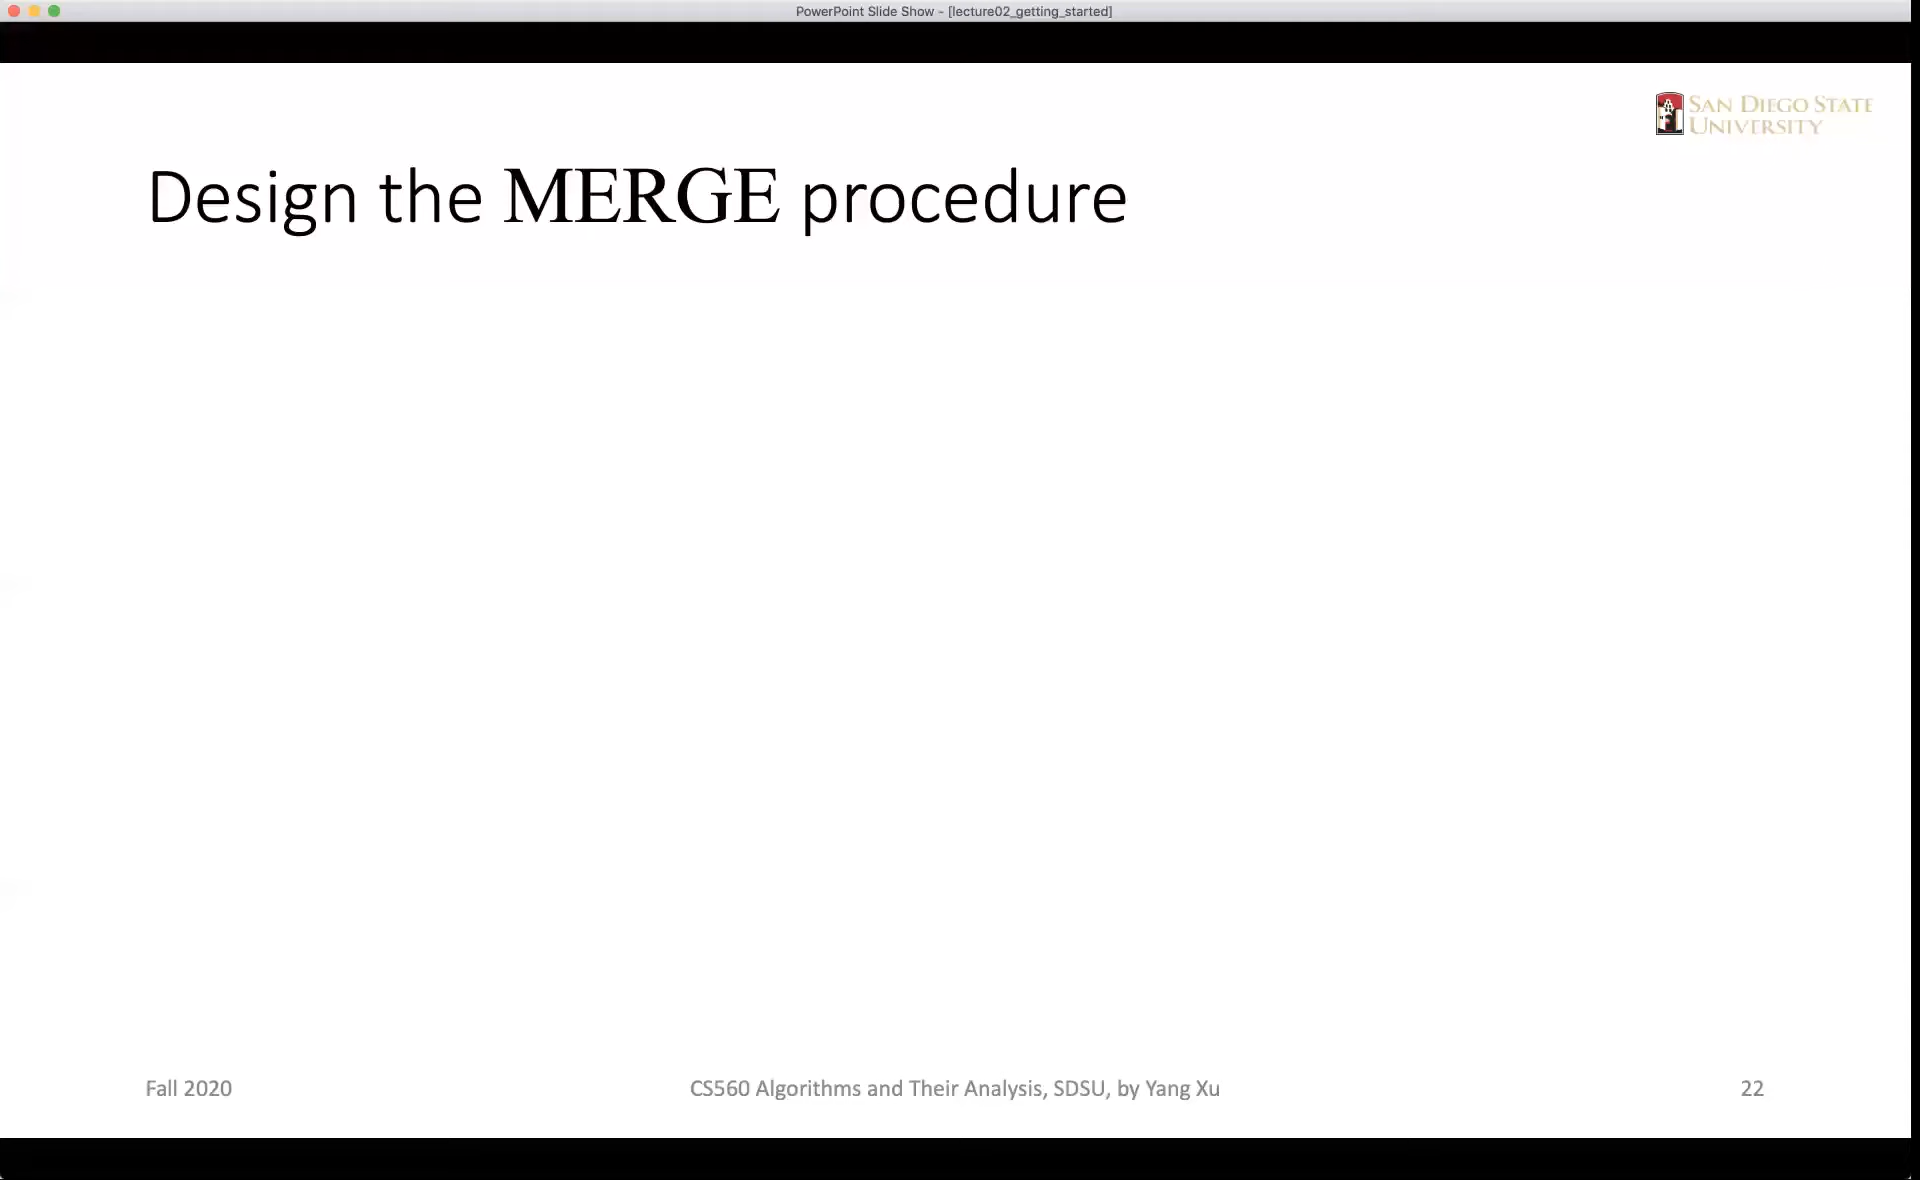 PowerPoint Slide Show - [lecture02_getting_started]
SAN DIEGO STATE
UNIVERSITY
Design the MERGE procedure
Fall 2020
CS560 Algorithms and Their Analysis, SDSU, by Yang Xu
22